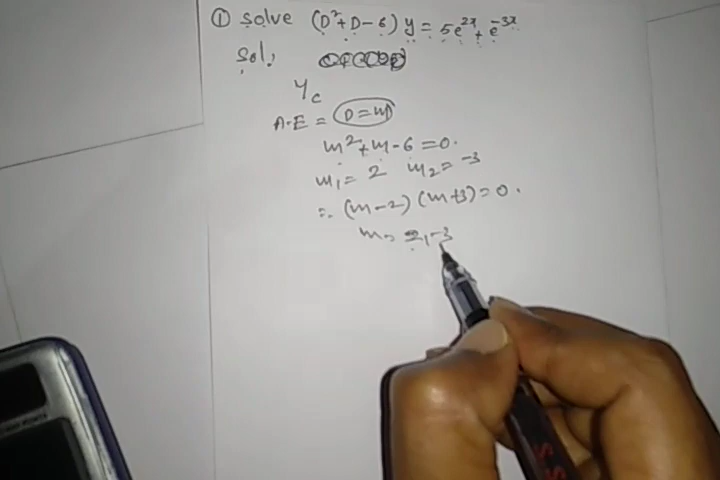 ① Solve (D²+D-6) y = 5e^{2x} + e^{-3x}
Sol:
Y_c
A.E = D=m
m²+m-6=0.
m₁= 2 m₂= -3
∴ (m-2) (m+3)=0.
m= 2,-3